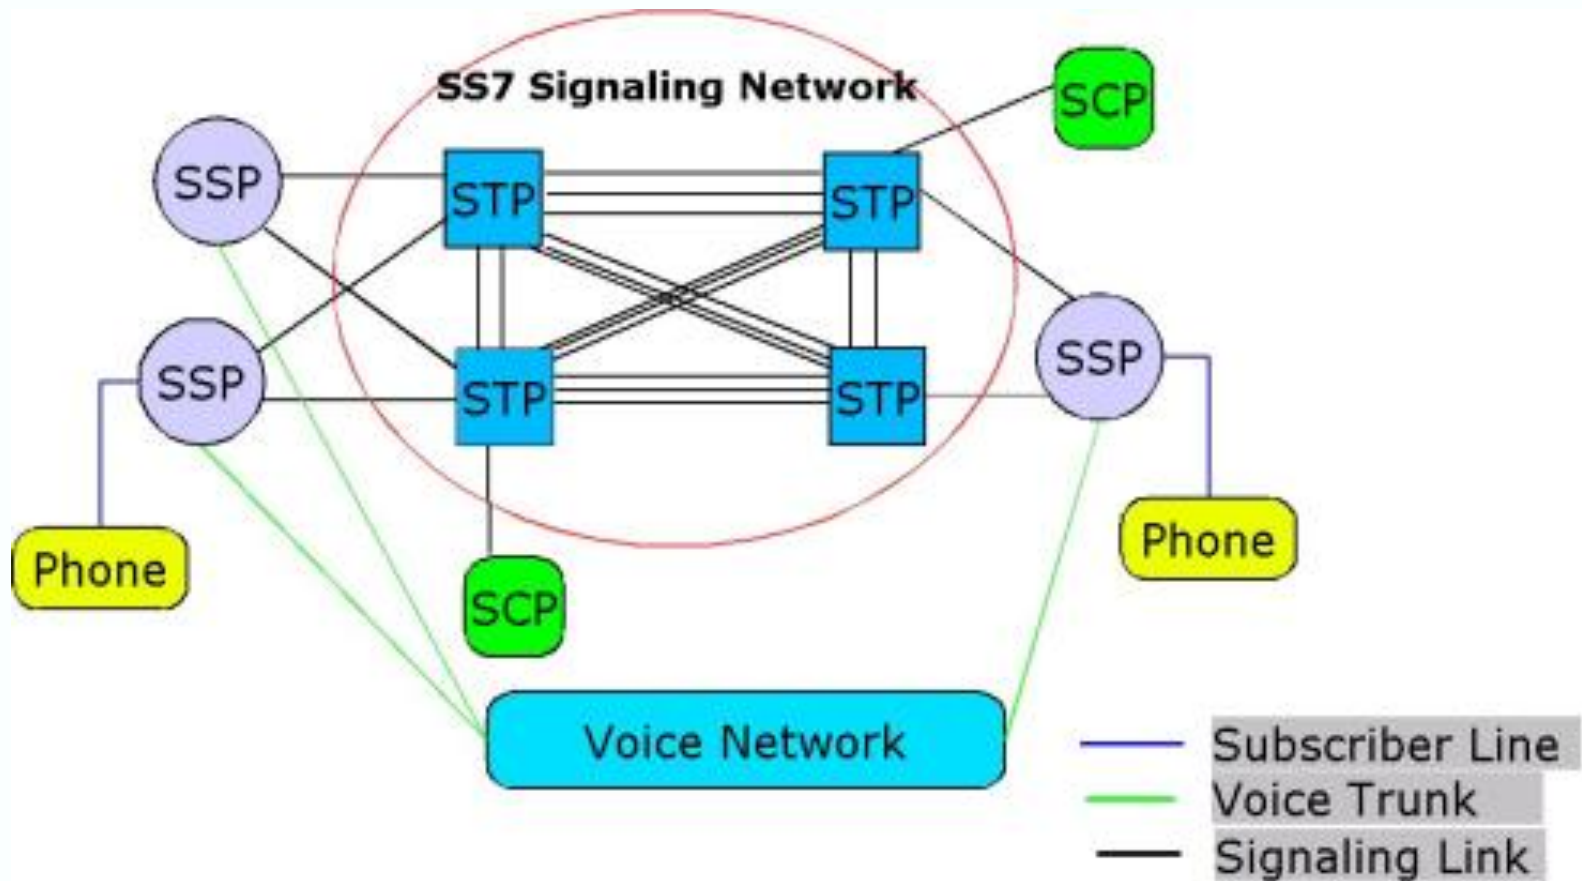 SS7 Signaling Network
SCP
SSP
STP
STP
SSP
SSP
STP
STP
Phone
Phone
SCP
Voice Network
Subscriber Line
Voice Trunk
Signaling Link